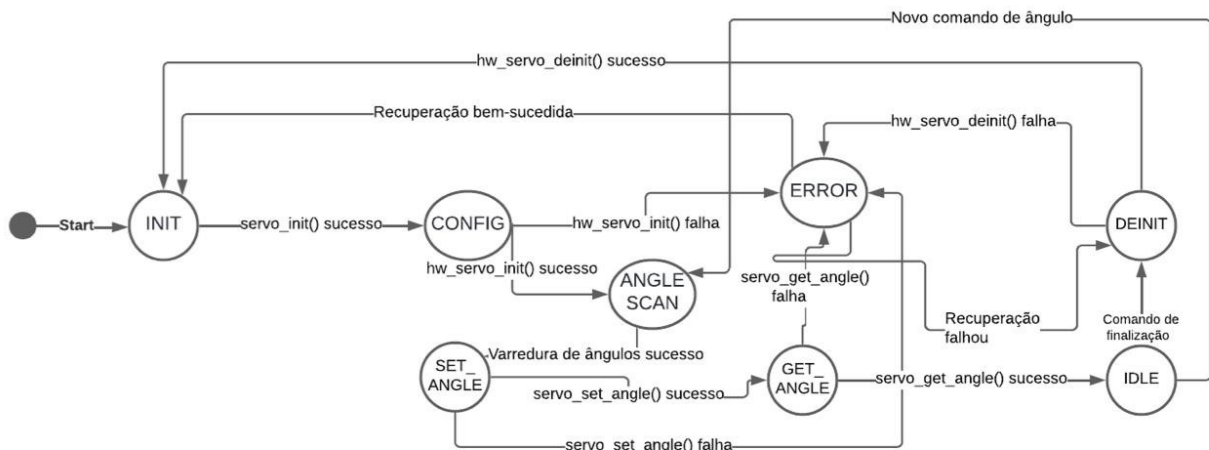 Novo comando de ângulo
hw_servo_deinit() sucesso
Recuperação bem-sucedida
hw_servo_deinit() falha
ERROR
Start
INIT
servo_init() sucesso
CONFIG
hw_servo_init() falha
DEINIT
hw_servo_init() sucesso
ANGLE
SCAN
servo_get_angle()
falha
Recuperação
falhou
Comando de
finalização
Varredura de ângulos sucesso
SET_
ANGLE
servo_set_angle() sucesso
GET_
ANGLE
servo_get_angle() sucesso
IDLE
servo_set_angle() falha